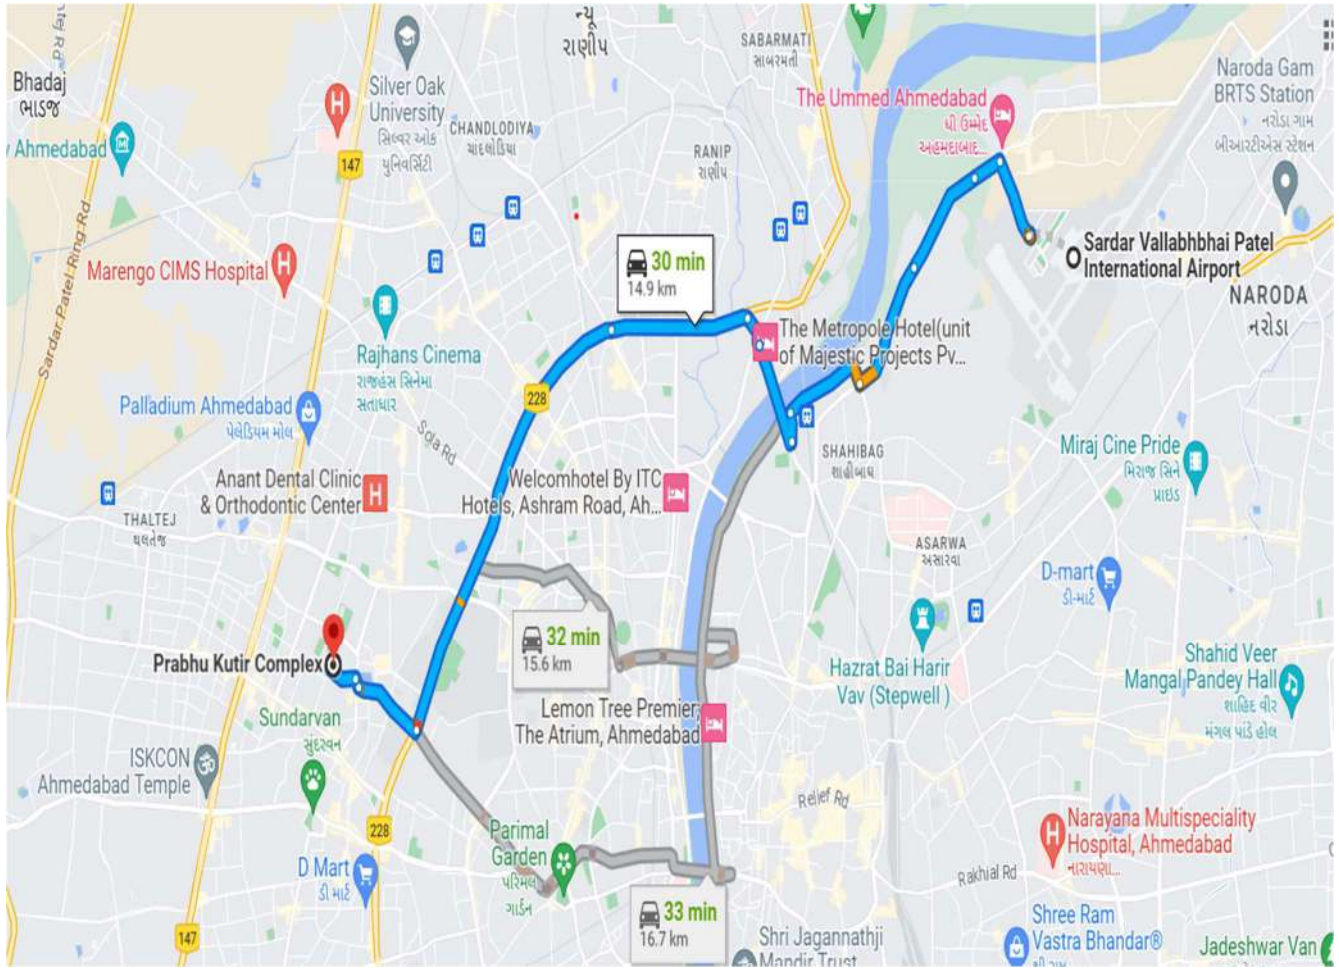 ન્યુ
રાણીપ
SABARMATI
સાબરમતી
Bhadaj
ભાડજ
Silver Oak
University
સિલ્વર ઓક
યુનિવર્સિટી
Naroda Gam
BRTS Station
નરોડા ગામ
બીઆરટીએસ સ્ટેશન
The Ummed Ahmedabad
ધી ઉમ્મેદ
અહમદાબાદ...
CHANDLODIYA
ચાંદલોડિયા
y Ahmedabad
147
RANIP
રાણીપ
Sardar Patel Ring Rd
Marengo CIMS Hospital
30 min
14.9 km
Sardar Vallabhbhai Patel
International Airport
NARODA
નરોડા
Rajhans Cinema
રાજહંસ સિનેમા
સતાધાર
The Metropole Hotel(unit
of Majestic Projects Pv...
228
Palladium Ahmedabad
પેલેડિયમ મોલ
Sola Rd
SHAHIBAG
શાહીબાઘ
Miraj Cine Pride
મિરાજ સિને
પ્રાઇડ
Anant Dental Clinic
& Orthodontic Center
Welcomhotel By ITC
Hotels, Ashram Road, Ah...
THALTEJ
થલતેજ
ASARWA
અસારવા
D-mart
ડી-માર્ટ
32 min
15.6 km
Prabhu Kutir Complex
Hazrat Bai Harir
Vav (Stepwell )
Shahid Veer
Mangal Pandey Hall
શાહિદ વીર
મંગલ પાંડે હોલ
Sundarvan
સુંદરવન
Lemon Tree Premier,
The Atrium, Ahmedabad
ISKCON
Ahmedabad Temple
Relief Rd
228
Parimal
Garden
પરિમલ
ગાર્ડન
Narayana Multispeciality
Hospital, Ahmedabad
નારાયણા...
D Mart
ડી માર્ટ
Rakhial Rd
33 min
16.7 km
147
Shri Jagannathji
Mandir Trust
Shree Ram
Vastra Bhandar®
Jadeshwar Van